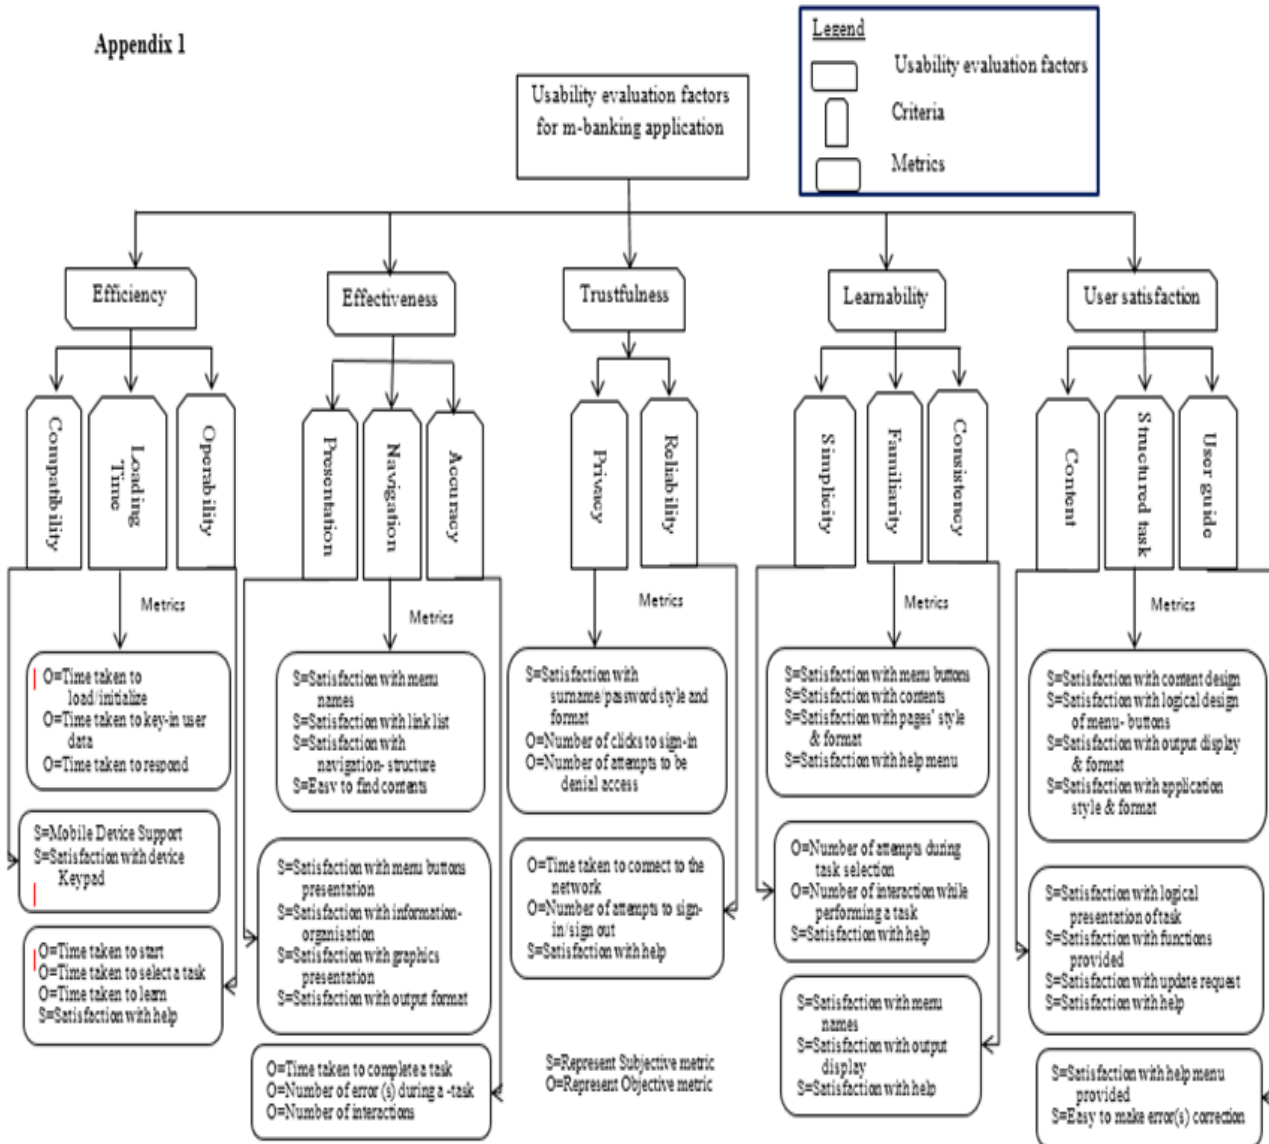 Appendix 1
Legend
Usability evaluation factors
Criteria
Metrics
Usability evaluation factors
for m-banking application
Efficiency
Effectiveness
Trustfulness
Learnability
User satisfaction
Compatibility
Loading
Time
Operability
Presentation
Navigation
Accuracy
Privacy
Reliability
Simplicity
Familiarity
Consistency
Content
Structured task
User guide
Metrics
Metrics
Metrics
Metrics
Metrics
O=Time taken to
load/initialize
O=Time taken to key-in user
data
O=Time taken to respond
S=Mobile Device Support
S=Satisfaction with device
Keypad
O=Time taken to start
O=Time taken to select a task
O=Time taken to learn
S=Satisfaction with help
S=Satisfaction with menu
names
S=Satisfaction with link list
S=Satisfaction with
navigation- structure
S=Easy to find contents
S=Satisfaction with menu buttons
presentation
S=Satisfaction with information-
organisation
S=Satisfaction with graphics
presentation
S=Satisfaction with output format
O=Time taken to complete a task
O=Number of error (s) during a -task
O=Number of interactions
S=Satisfaction with
surname/password style and
format
O=Number of clicks to sign-in
O=Number of attempts to be
denial access
O=Time taken to connect to the
network
O=Number of attempts to sign-
in/sign out
S=Satisfaction with help
S=Represent Subjective metric
O=Represent Objective metric
S=Satisfaction with menu buttons
S=Satisfaction with contents
S=Satisfaction with pages' style
& format
S=Satisfaction with help menu
O=Number of attempts during
task selection
O=Number of interaction while
performing a task
S=Satisfaction with help
S=Satisfaction with menu
names
S=Satisfaction with output
display
S=Satisfaction with help
S=Satisfaction with content design
S=Satisfaction with logical design
of menu- buttons
S=Satisfaction with output display
& format
S=Satisfaction with application
style & format
S=Satisfaction with logical
presentation of task
S=Satisfaction with functions
provided
S=Satisfaction with update request
S=Satisfaction with help
S=Satisfaction with help menu
provided
S=Easy to make error(s) correction